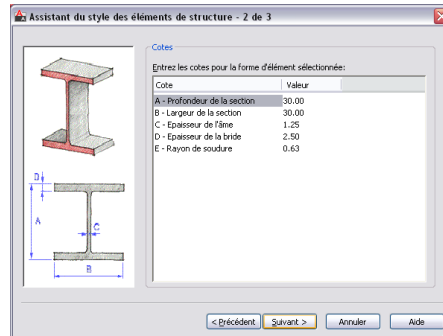 Assistant du style des éléments de structure - 2 de 3
Cotes
Entrez les cotes pour la forme d'élément sélectionnée:
Cote Valeur
A - Profondeur de la section 30.00
B - Largeur de la section 30.00
C - Epaisseur de l'âme 1.25
D - Epaisseur de la bride 2.50
E - Rayon de soudure 0.63
D
A
C
B
< Précédent Suivant > Annuler Aide